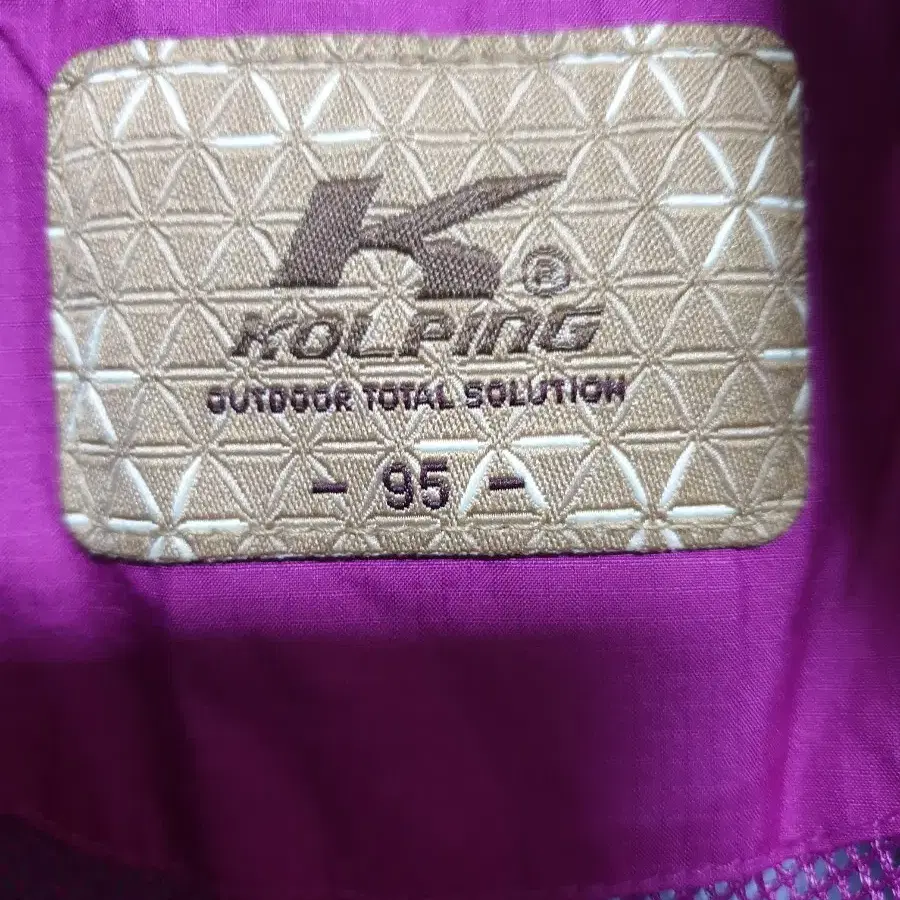 K®
KOLPING
OUTDOOR TOTAL SOLUTION
- 95 -